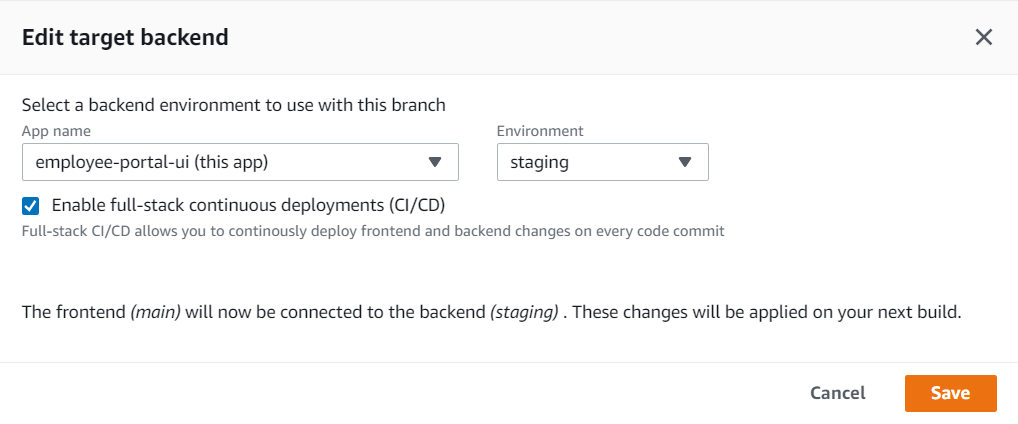 Edit target backend
Select a backend environment to use with this branch
App name
Environment
employee-portal-ui (this app)
staging
Enable full-stack continuous deployments (CI/CD)
Full-stack CI/CD allows you to continously deploy frontend and backend changes on every code commit
The frontend (main) will now be connected to the backend (staging) . These changes will be applied on your next build.
Cancel
Save